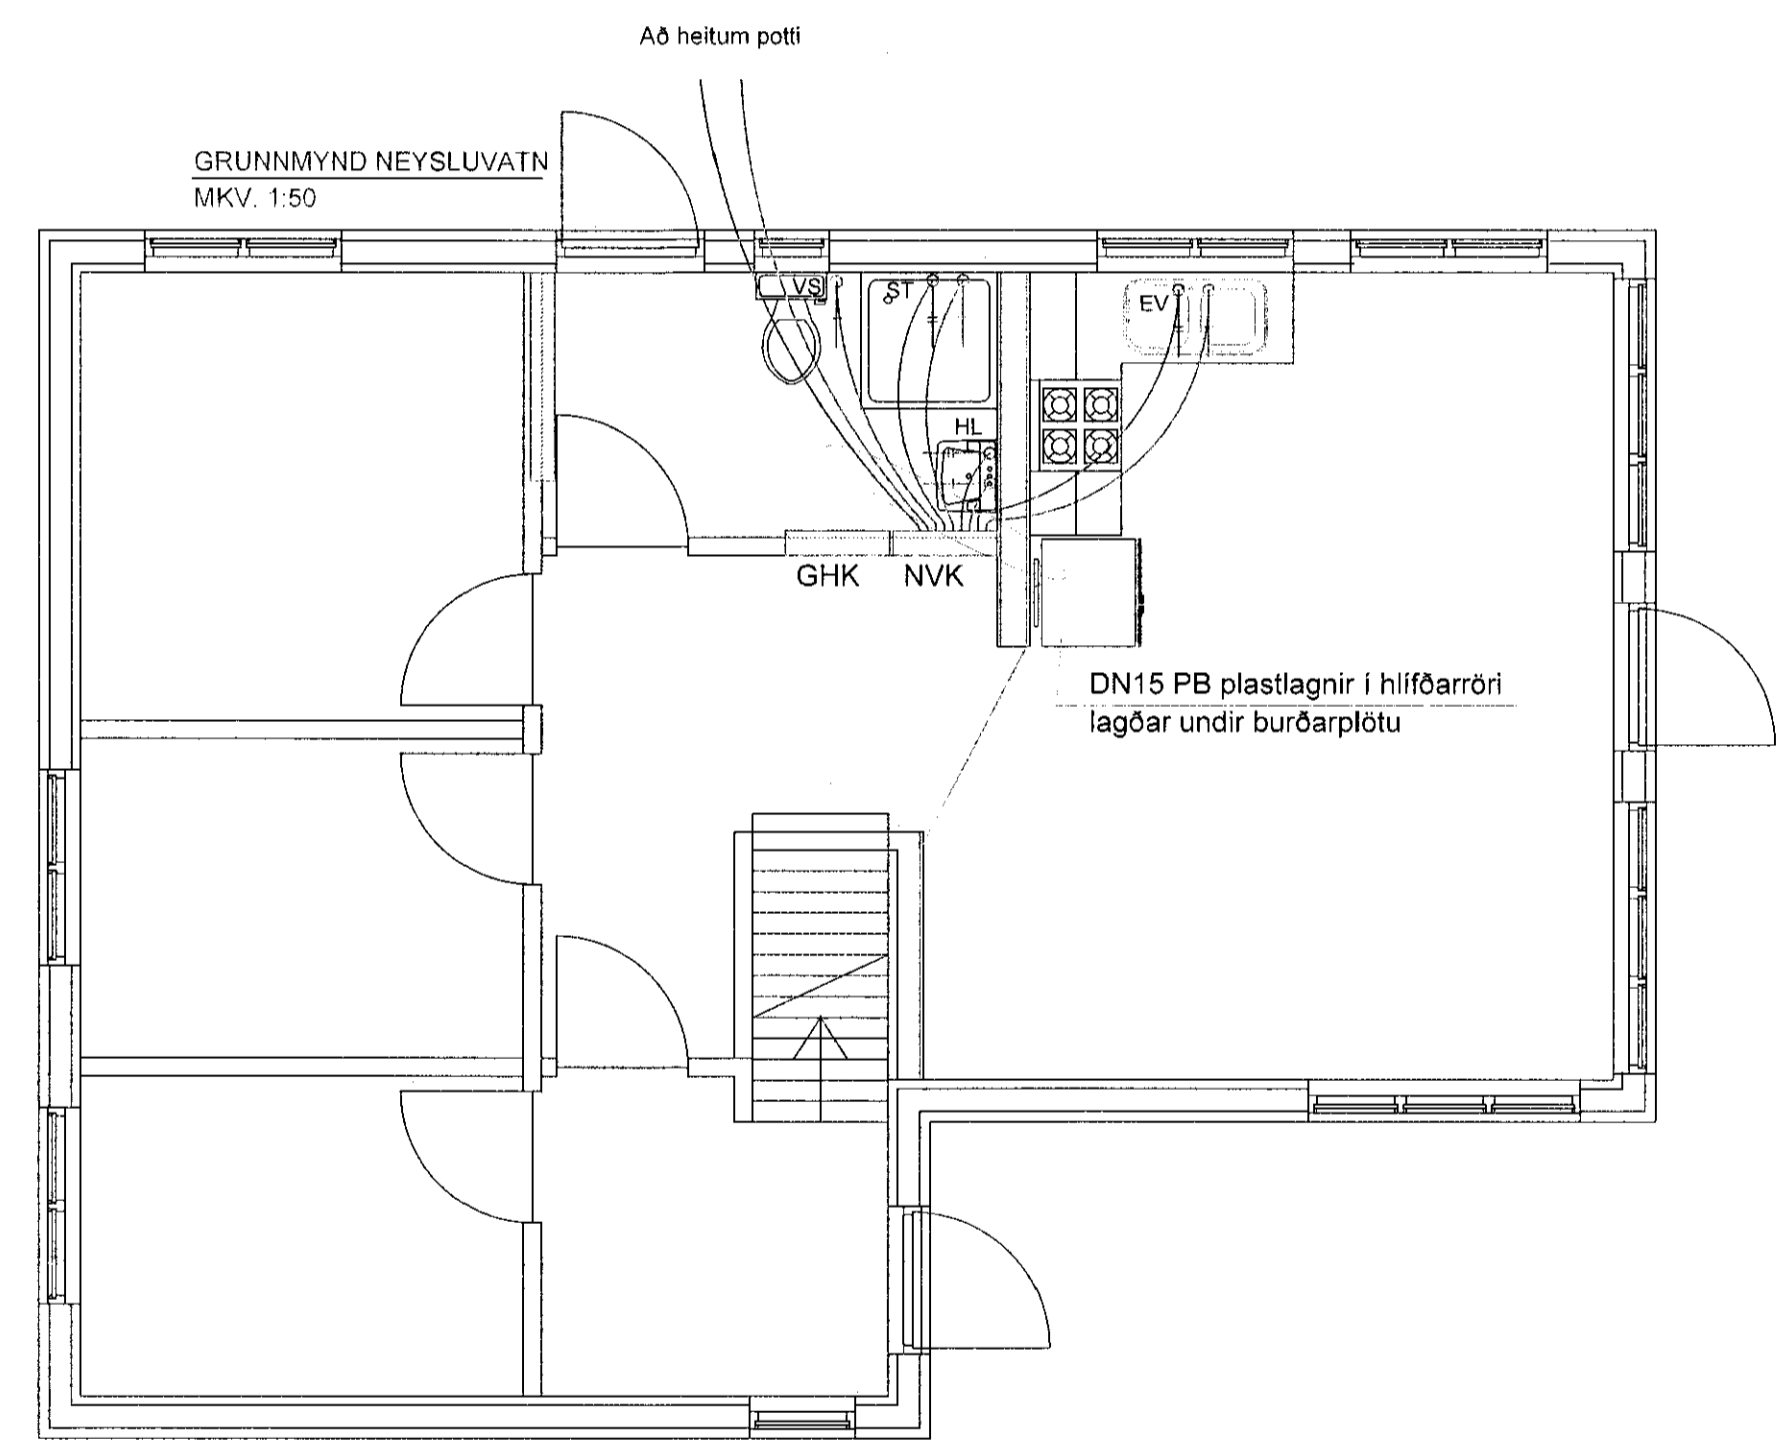 Að heitum potti
GRUNNMYND NEYSLUVATN
MKV. 1:50
VS
ST
EV
HL
GHK NVK
DN15 PB plastlagnir í hlífðarröri
lagðar undir burðarplötu